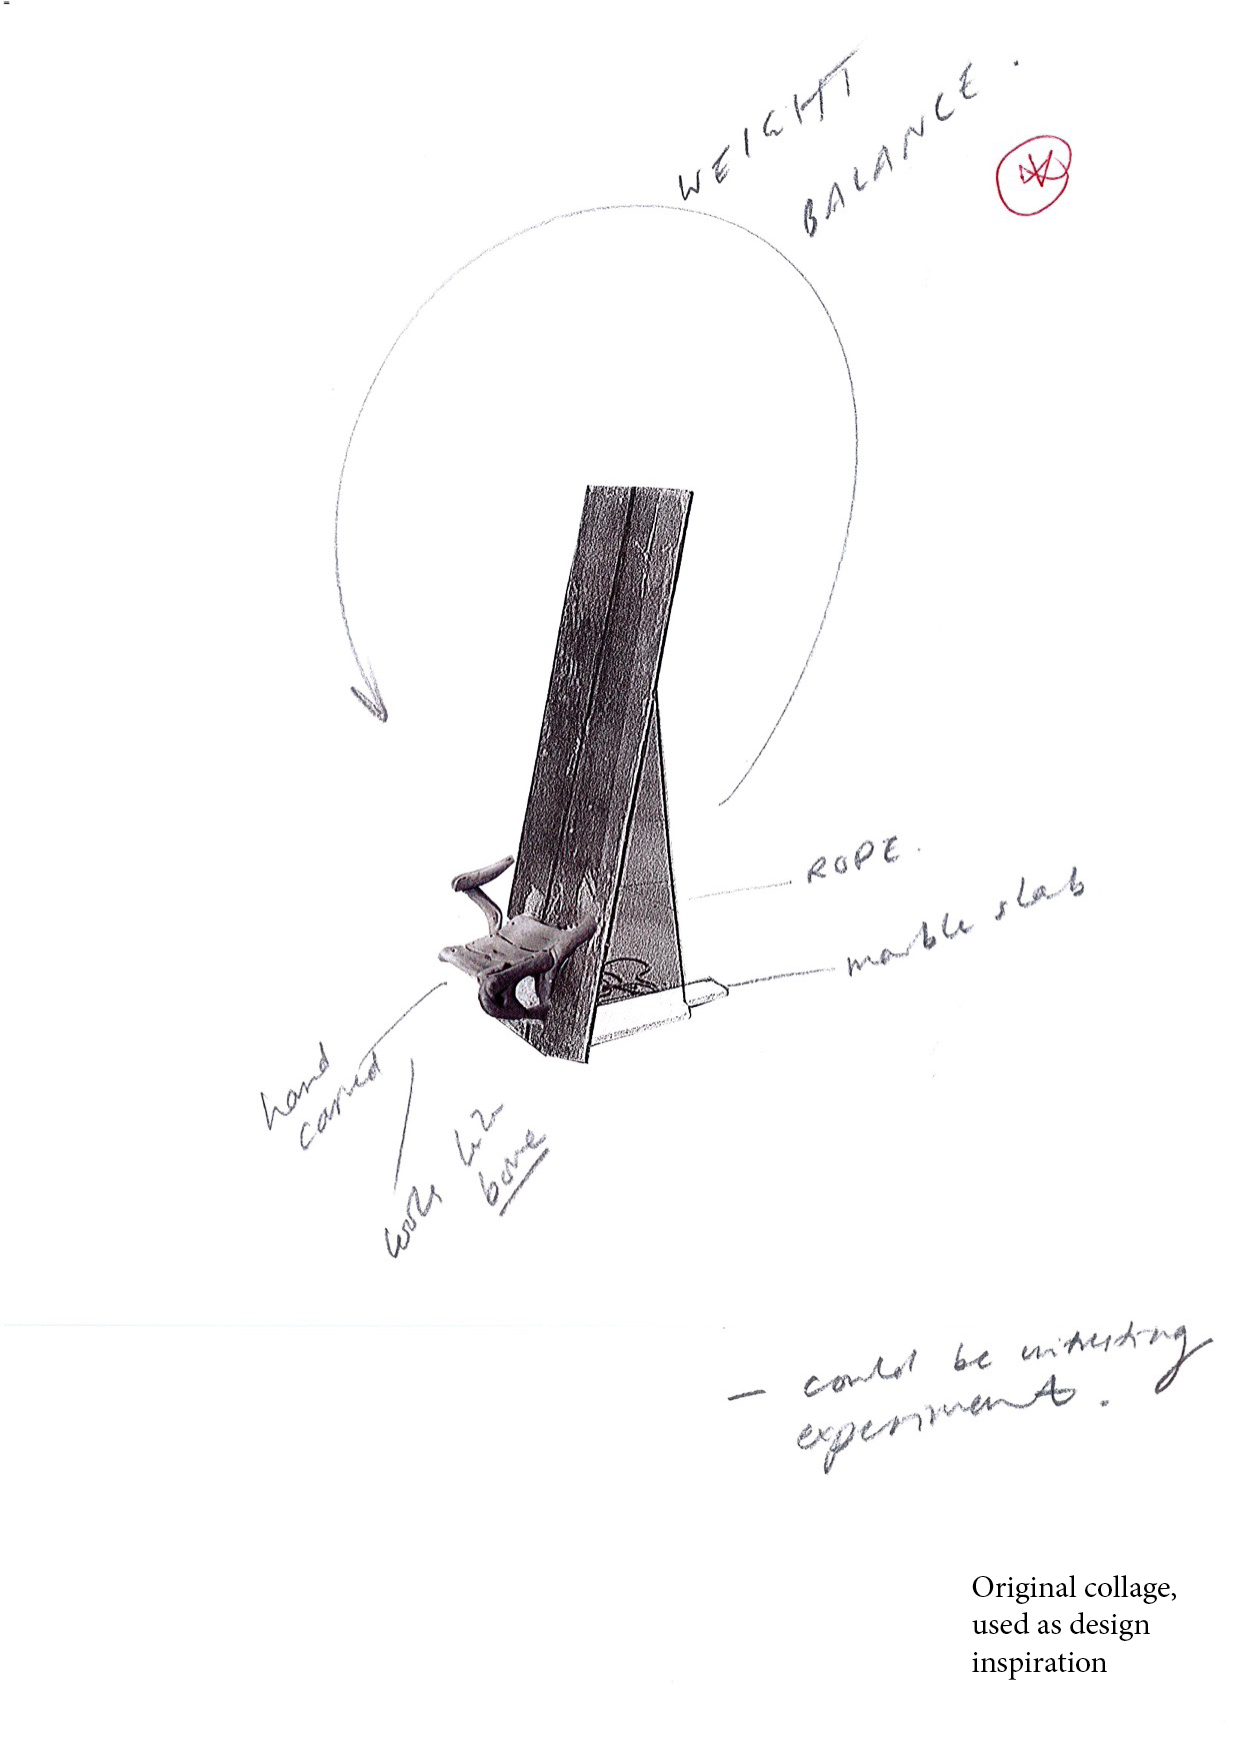 WEIGHT
BALANCE.
ROPE.
marble slab
hand
carved
looks like
bone
– could be interesting
experiment.
Original collage,
used as design
inspiration